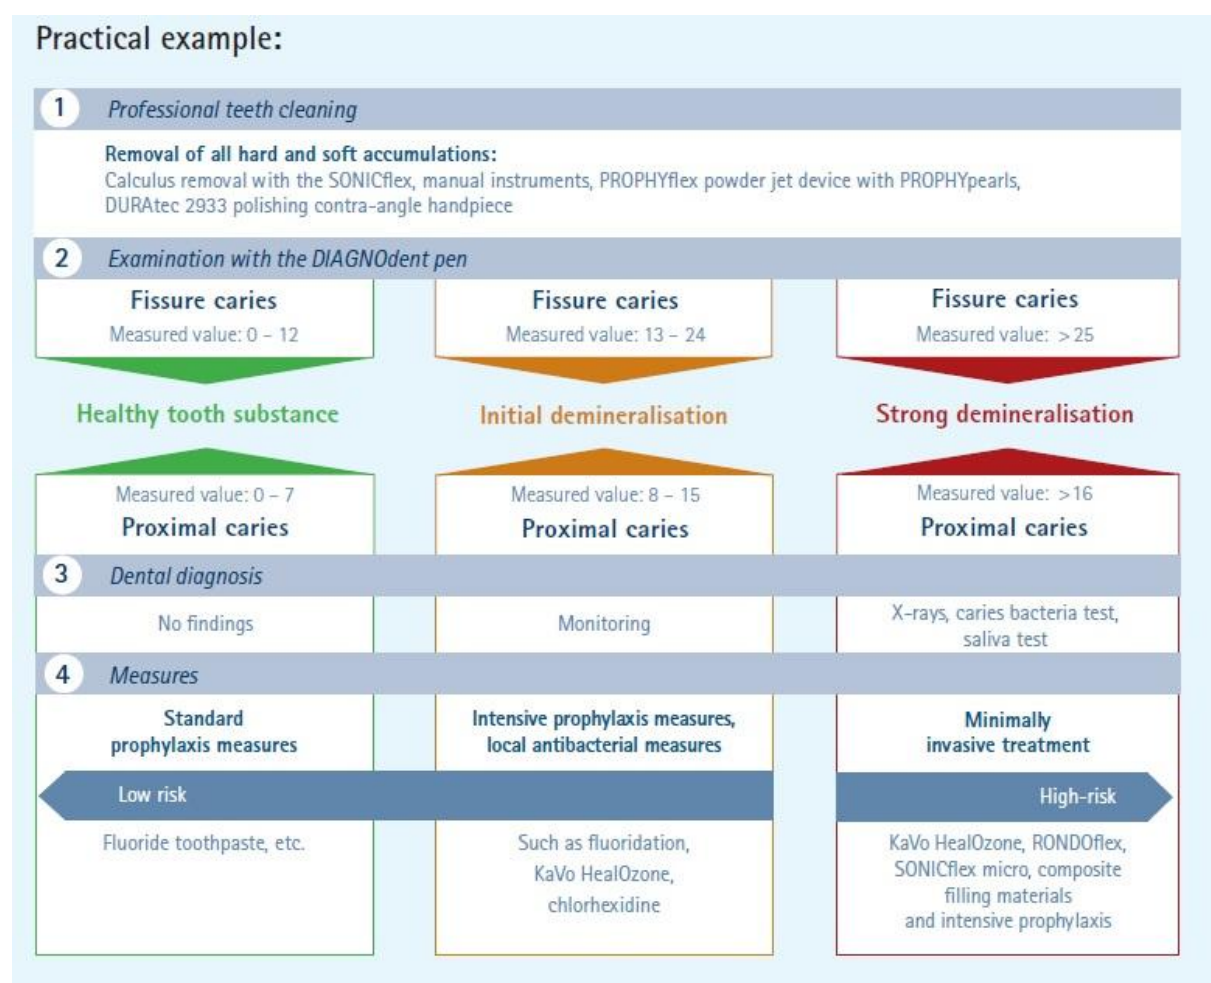 Practical example:
1 Professional teeth cleaning
Removal of all hard and soft accumulations:
Calculus removal with the SONICflex, manual instruments, PROPHYflex powder jet device with PROPHYpearls,
DURAtec 2933 polishing contra-angle handpiece
2 Examination with the DIAGNOdent pen
Fissure caries
Measured value: 0 – 12
Healthy tooth substance
Measured value: 0 – 7
Proximal caries
Fissure caries
Measured value: 13 – 24
Initial demineralisation
Measured value: 8 – 15
Proximal caries
Fissure caries
Measured value: >25
Strong demineralisation
Measured value: >16
Proximal caries
3 Dental diagnosis
No findings
Monitoring
X-rays, caries bacteria test,
saliva test
4 Measures
Standard
prophylaxis measures
Intensive prophylaxis measures,
local antibacterial measures
Minimally
invasive treatment
Low risk
High-risk
Fluoride toothpaste, etc.
Such as fluoridation,
KaVo HealOzone,
chlorhexidine
KaVo HealOzone, RONDOflex,
SONICflex micro, composite
filling materials
and intensive prophylaxis